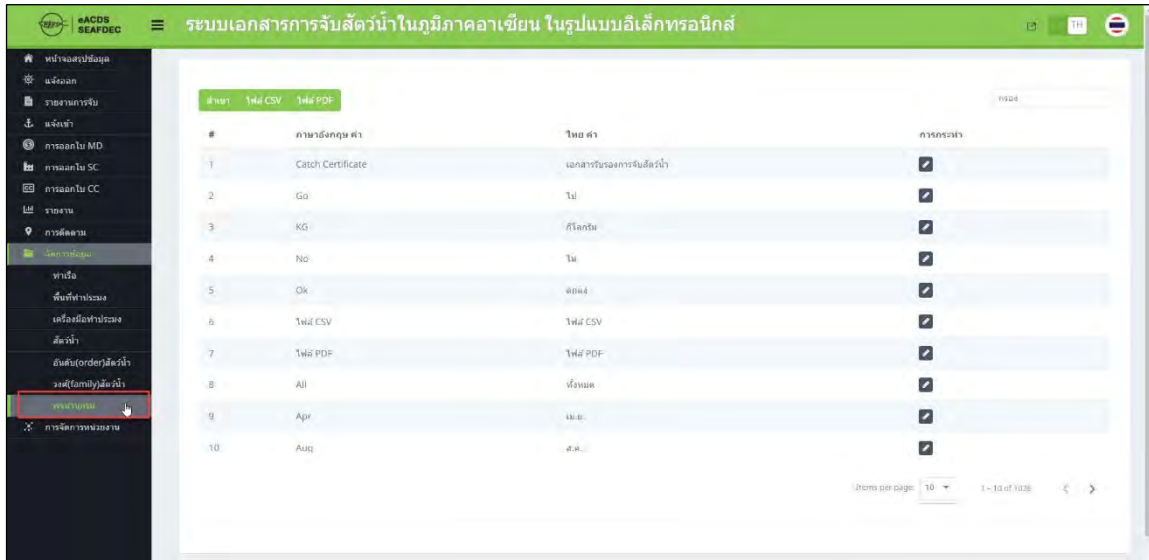 eACDS
SEAFDEC
ระบบเอกสารการจับสัตว์น้ำในภูมิภาคอาเซียน ในรูปแบบอิเล็กทรอนิกส์
TH
หน้าจอสรุปข้อมูล
แจ้งออก
รายงานการจับ
แจ้งเข้า
การออกใบ MD
การออกใบ SC
การออกใบ CC
รายงาน
การติดตาม
จัดการข้อมูล
ท่าเรือ
พื้นที่ทำประมง
เครื่องมือทำประมง
สัตว์น้ำ
อันดับ(order)สัตว์น้ำ
วงศ์(family)สัตว์น้ำ
พจนานุกรม
การจัดการหน่วยงาน
สำเนา ไฟล์ CSV ไฟล์ PDF
กรอง
# ภาษาอังกฤษ คำ ไทย คำ การกระทำ
1 Catch Certificate เอกสารรับรองการจับสัตว์น้ำ
2 Go ไป
3 KG กิโลกรัม
4 No ไม่
5 Ok ตกลง
6 ไฟล์ CSV ไฟล์ CSV
7 ไฟล์ PDF ไฟล์ PDF
8 All ทั้งหมด
9 Apr เม.ย.
10 Aug ส.ค.
Items per page: 10 1 – 10 of